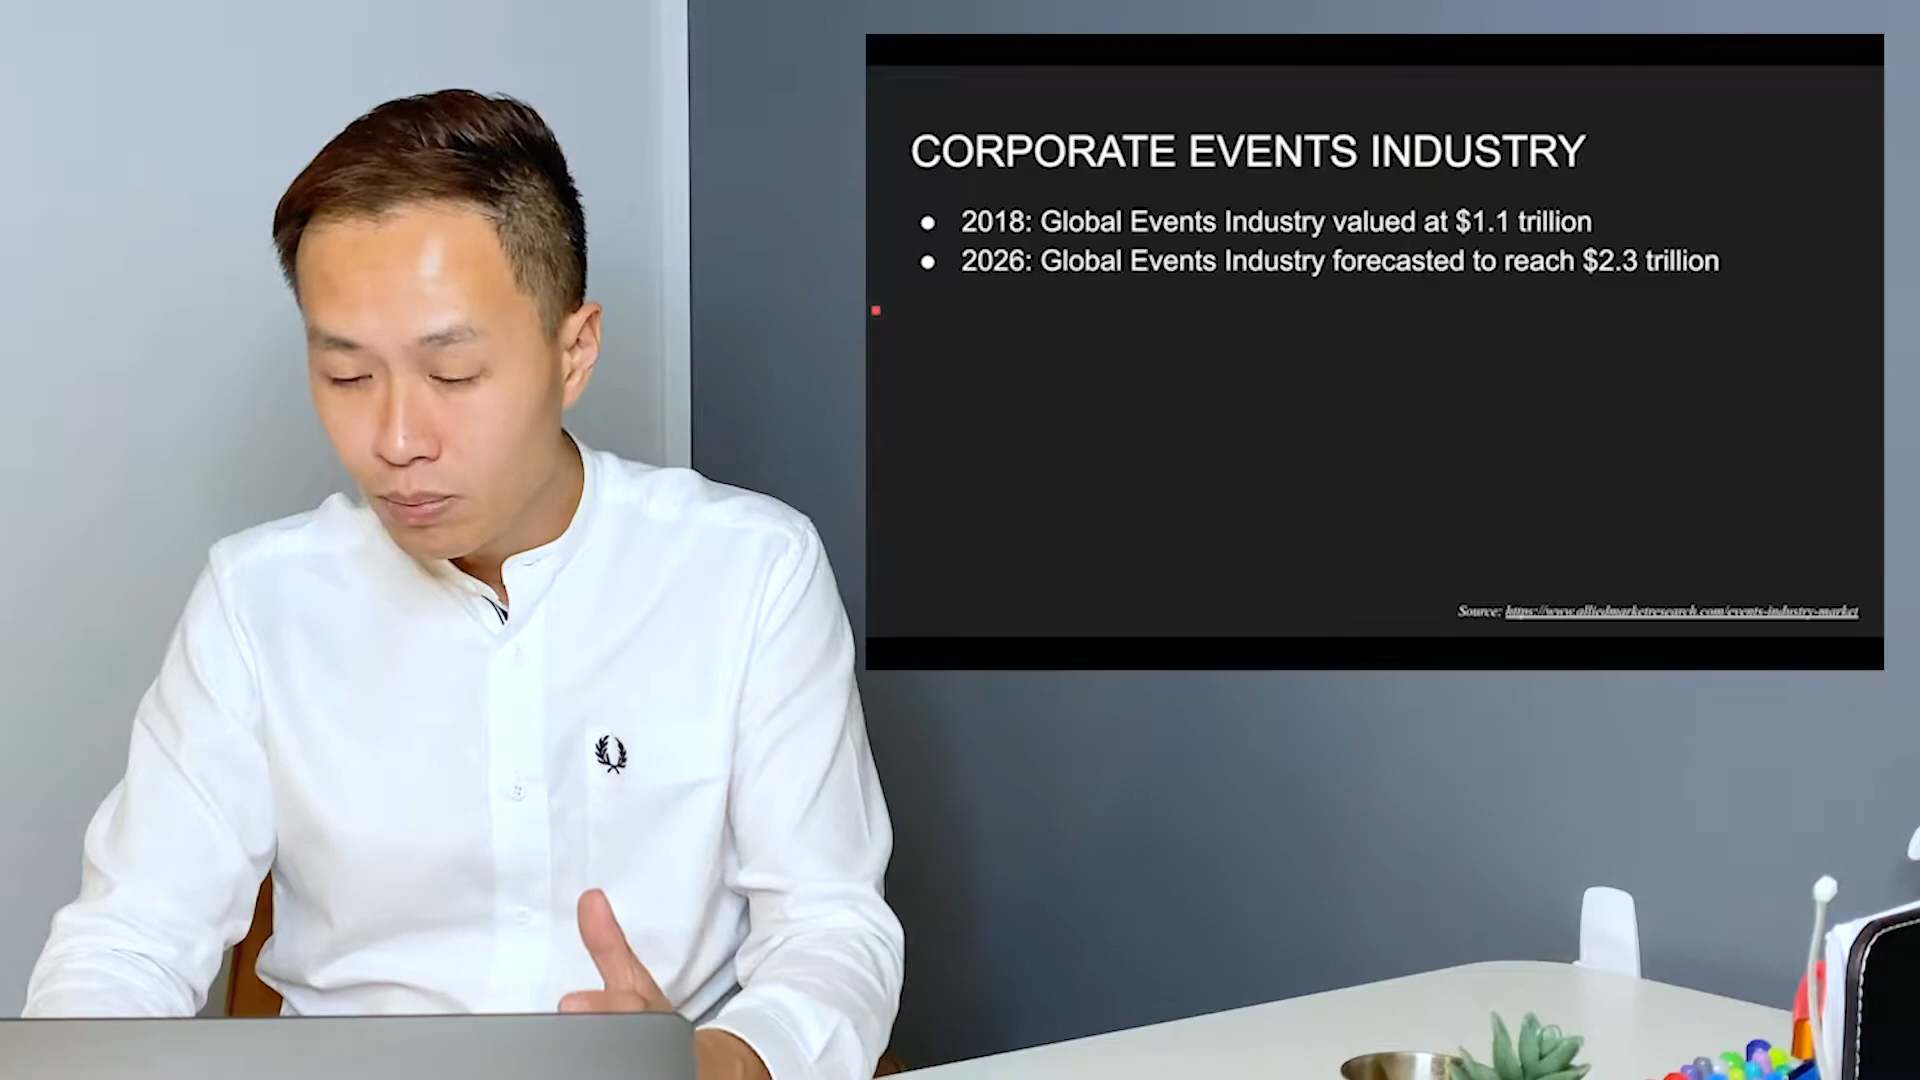 CORPORATE EVENTS INDUSTRY
● 2018: Global Events Industry valued at $1.1 trillion
● 2026: Global Events Industry forecasted to reach $2.3 trillion
Source: https://www.alliedmarketresearch.com/events-industry-market